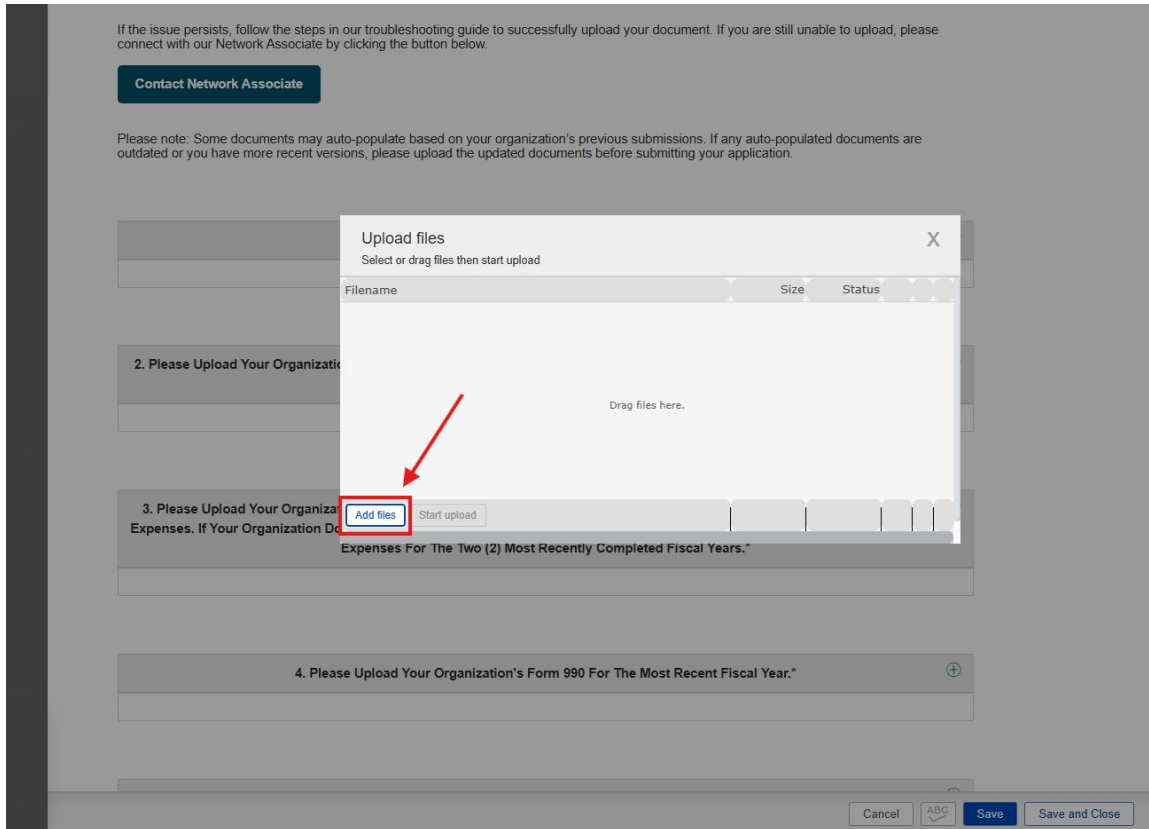 If the issue persists, follow the steps in our troubleshooting guide to successfully upload your document. If you are still unable to upload, please
connect with our Network Associate by clicking the button below.
Contact Network Associate
Please note: Some documents may auto-populate based on your organization's previous submissions. If any auto-populated documents are
outdated or you have more recent versions, please upload the updated documents before submitting your application.
Upload files
X
Select or drag files then start upload
Filename Size Status
2. Please Upload Your
Drag files here.
3. Please Upload Your
Add files Start upload
Expenses. If Your Organization
Expenses For The Two (2) Most Recently Completed Fiscal Years.*
4. Please Upload Your Organization's Form 990 For The Most Recent Fiscal Year.*
Cancel ABC Save Save and Close